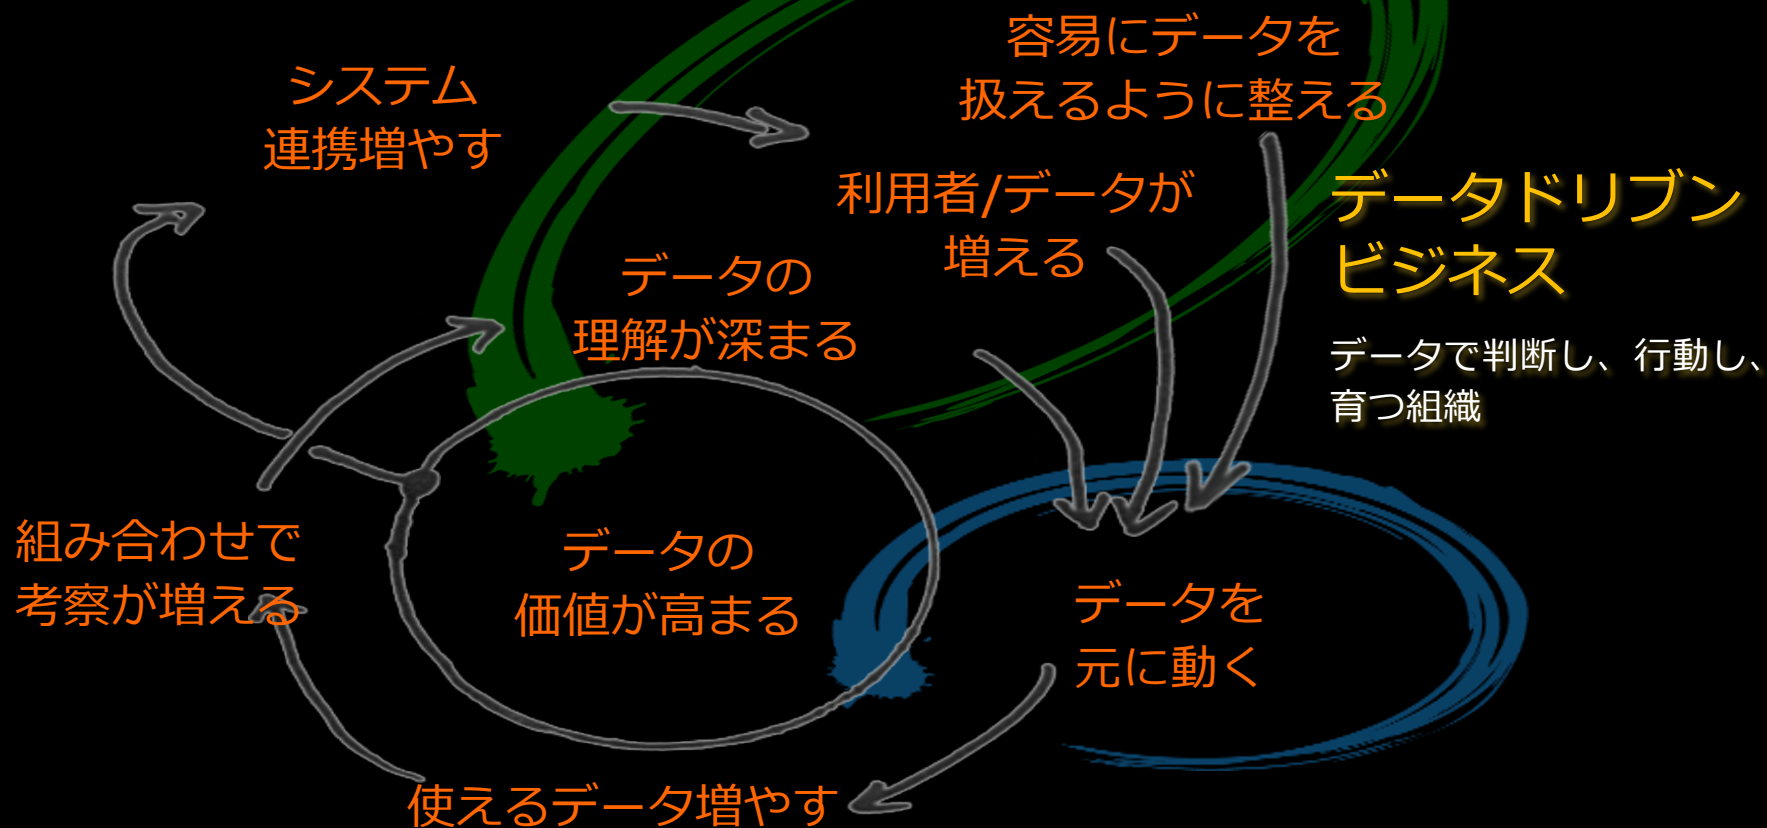 容易にデータを
扱えるように整える
システム
連携増やす
利用者/データが
増える
データドリブン
ビジネス
データの
理解が深まる
データで判断し、行動し、
育つ組織
組み合わせで
考察が増える
データの
価値が高まる
データを
元に動く
使えるデータ増やす